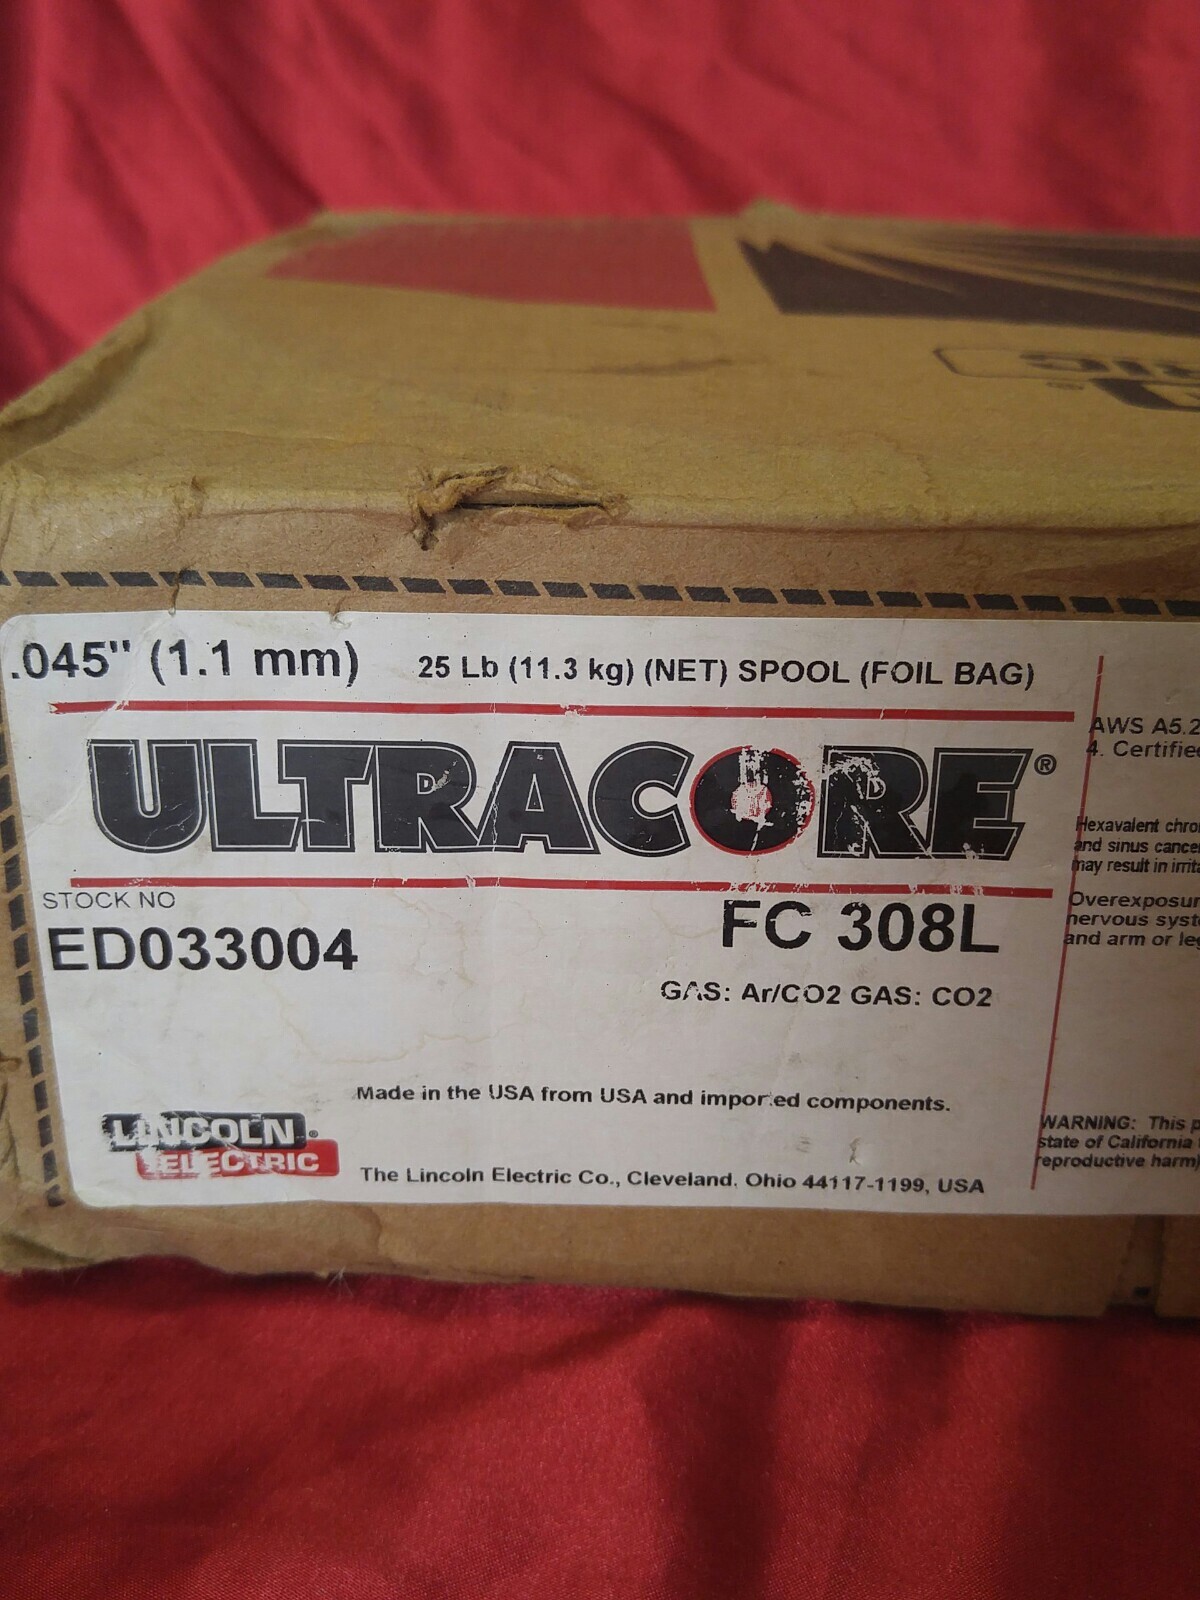 .045" (1.1 mm) 25 Lb (11.3 kg) (NET) SPOOL (FOIL BAG)
ULTRACORE®
STOCK NO
ED033004
FC 308L
GAS: Ar/CO2 GAS: CO2
Made in the USA from USA and imported components.
LINCOLN ®
ELECTRIC
The Lincoln Electric Co., Cleveland, Ohio 44117-1199, USA
AWS A5.2
4. Certifie
Hexavalent chro
and sinus cance
may result in irrita
Overexposur
nervous syst
and arm or leg
WARNING: This p
state of California
reproductive harm)